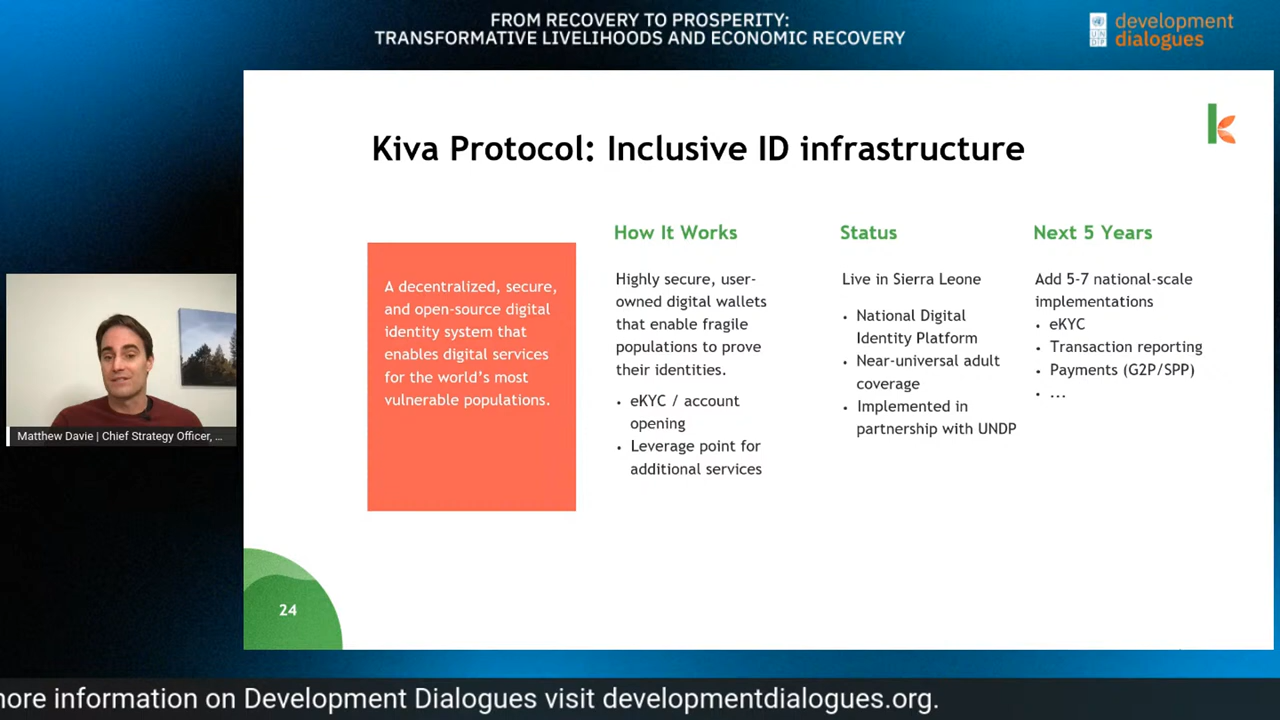 FROM RECOVERY TO PROSPERITY:
TRANSFORMATIVE LIVELIHOODS AND ECONOMIC RECOVERY
UN
DP
development
dialogues
Kiva Protocol: Inclusive ID infrastructure
A decentralized, secure,
and open-source digital
identity system that
enables digital services
for the world's most
vulnerable populations.
How It Works
Highly secure, user-
owned digital wallets
that enable fragile
populations to prove
their identities.
• eKYC / account
opening
• Leverage point for
additional services
Status
Live in Sierra Leone
• National Digital
Identity Platform
• Near-universal adult
coverage
• Implemented in
partnership with UNDP
Next 5 Years
Add 5-7 national-scale
implementations
• eKYC
• Transaction reporting
• Payments (G2P/SPP)
• ...
Matthew Davie | Chief Strategy Officer, ...
24
more information on Development Dialogues visit developmentdialogues.org.